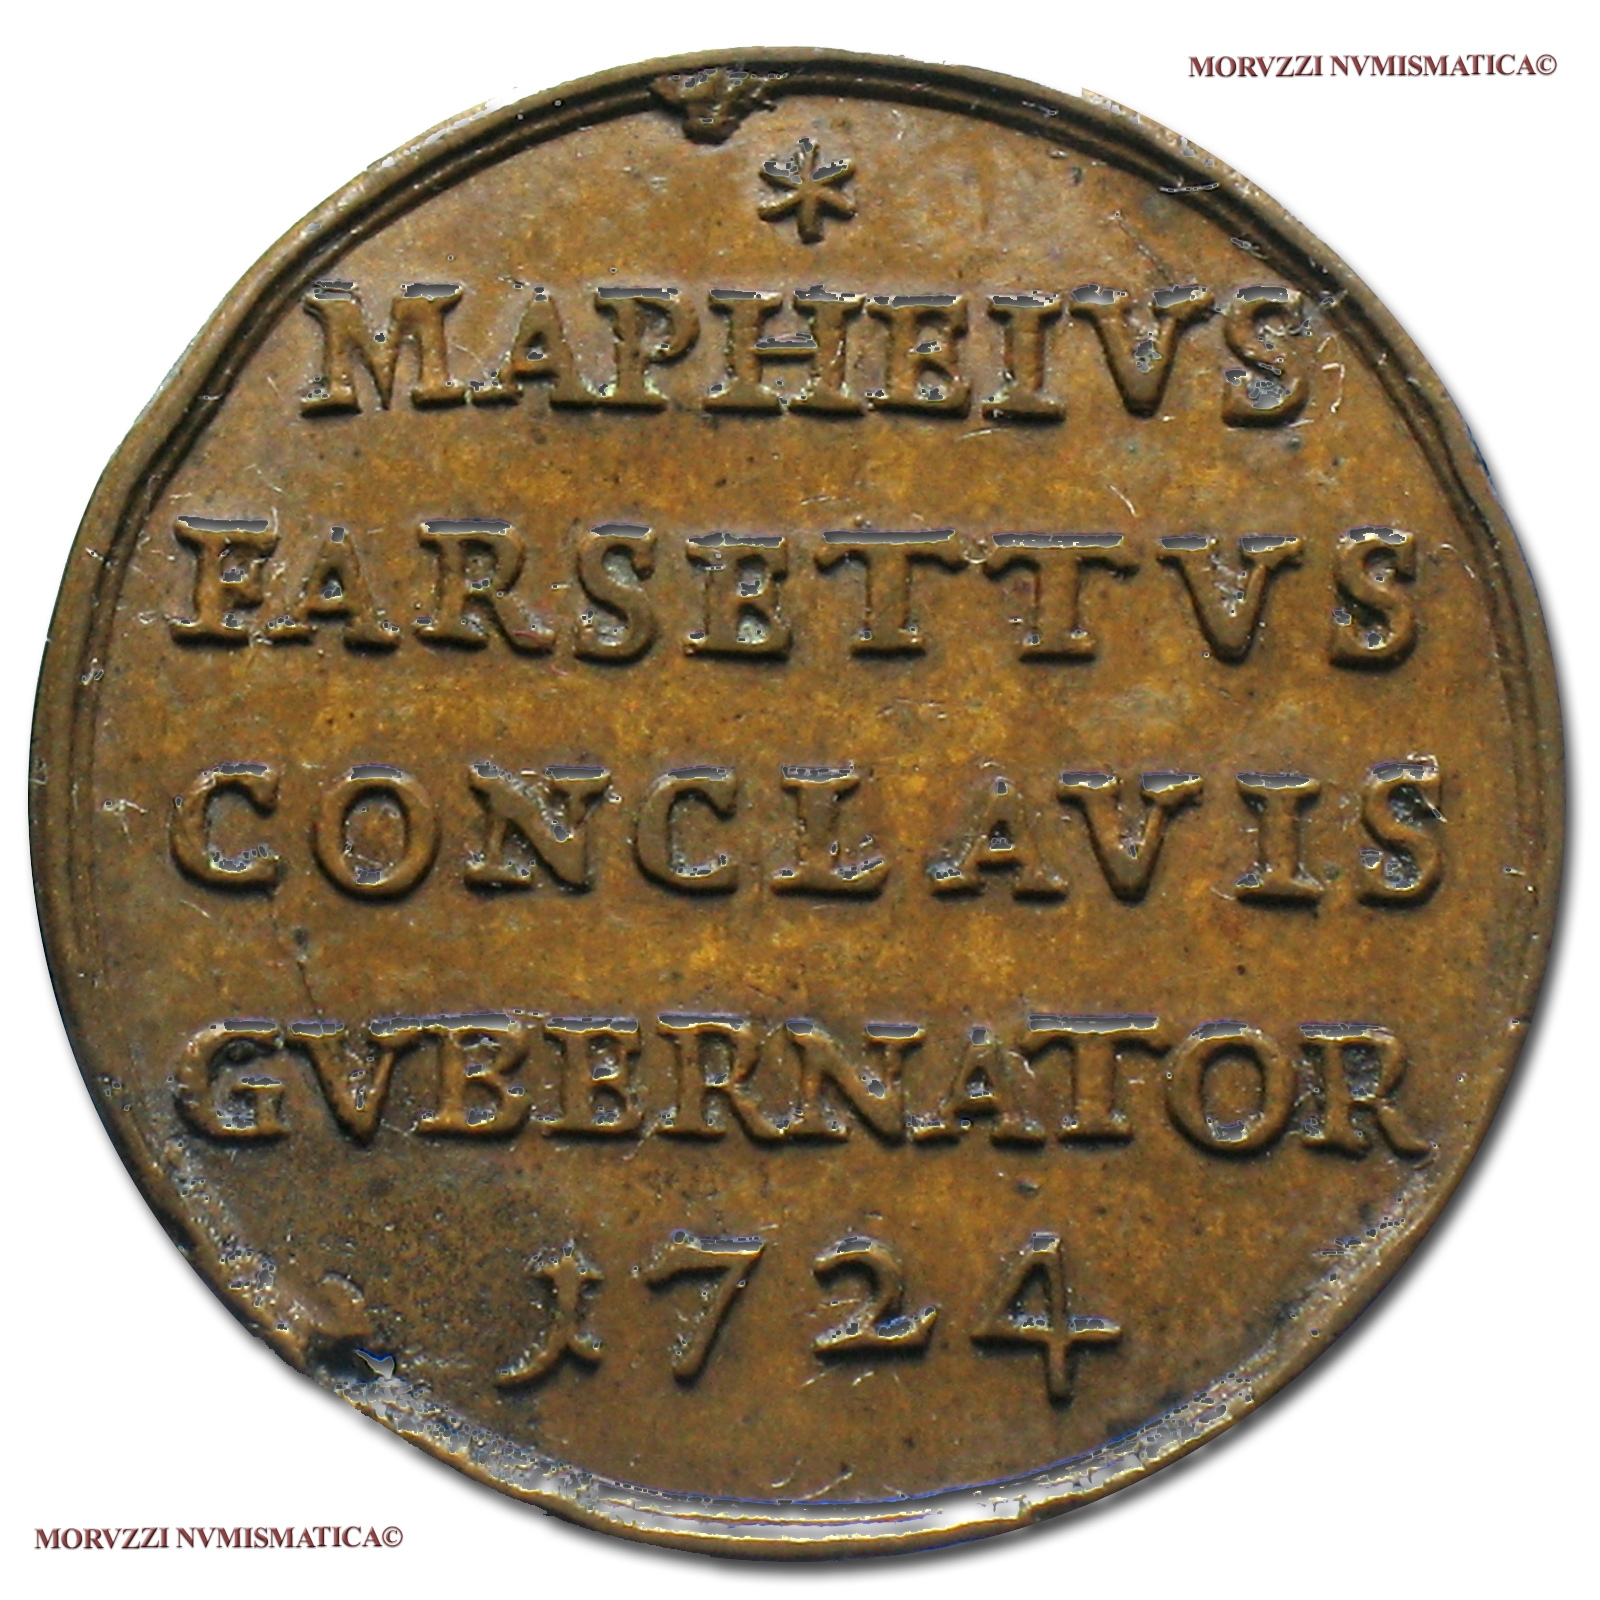 MORVZZI NVMISMATICA©
*
MAPHEIVS
FARSETTVS
CONCLAVIS
GVBERNATOR
1724
MORVZZI NVMISMATICA©